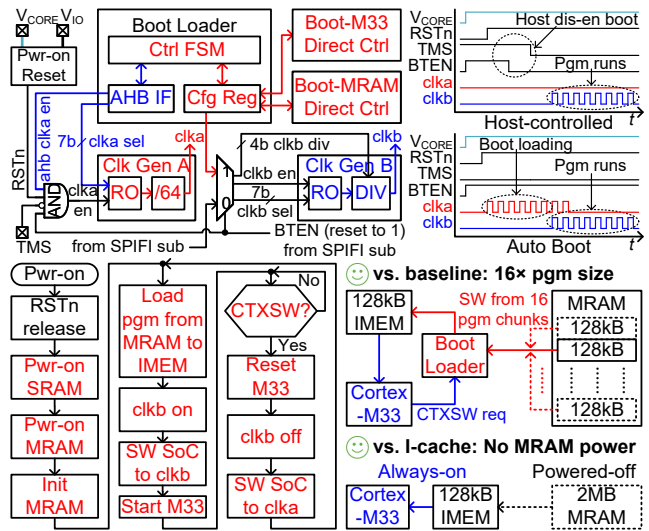 V_CORE V_IO
Pwr-on
Reset
Boot Loader
Ctrl FSM
AHB IF
Cfg Reg
Boot-M33
Direct Ctrl
Boot-MRAM
Direct Ctrl
RSTn
ahb clka en
7b clka sel
AND
TMS
clka
en
Clk Gen A
RO
/64
clka
1
0
4b clkb div
clkb en
7b
clkb sel
Clk Gen B
RO
DIV
clkb
from SPIFI sub
BTEN (reset to 1)
from SPIFI sub
V_CORE
RSTn
TMS
BTEN
clka
clkb
Host dis-en boot
Pgm runs
t
Host-controlled
V_CORE
RSTn
TMS
BTEN
clka
clkb
Boot loading
Pgm runs
t
Auto Boot
Pwr-on
RSTn
release
Pwr-on
SRAM
Pwr-on
MRAM
Init
MRAM
Load
pgm from
MRAM to
IMEM
clkb on
SW SoC
to clkb
Start M33
CTXSW?
No
Yes
Reset
M33
clkb off
SW SoC
to clka
vs. baseline: 16× pgm size
128kB
IMEM
SW from 16
pgm chunks
MRAM
128kB
128kB
128kB
Boot
Loader
Cortex
-M33
CTXSW req
vs. I-cache: No MRAM power
Always-on
Powered-off
Cortex
-M33
128kB
IMEM
2MB
MRAM